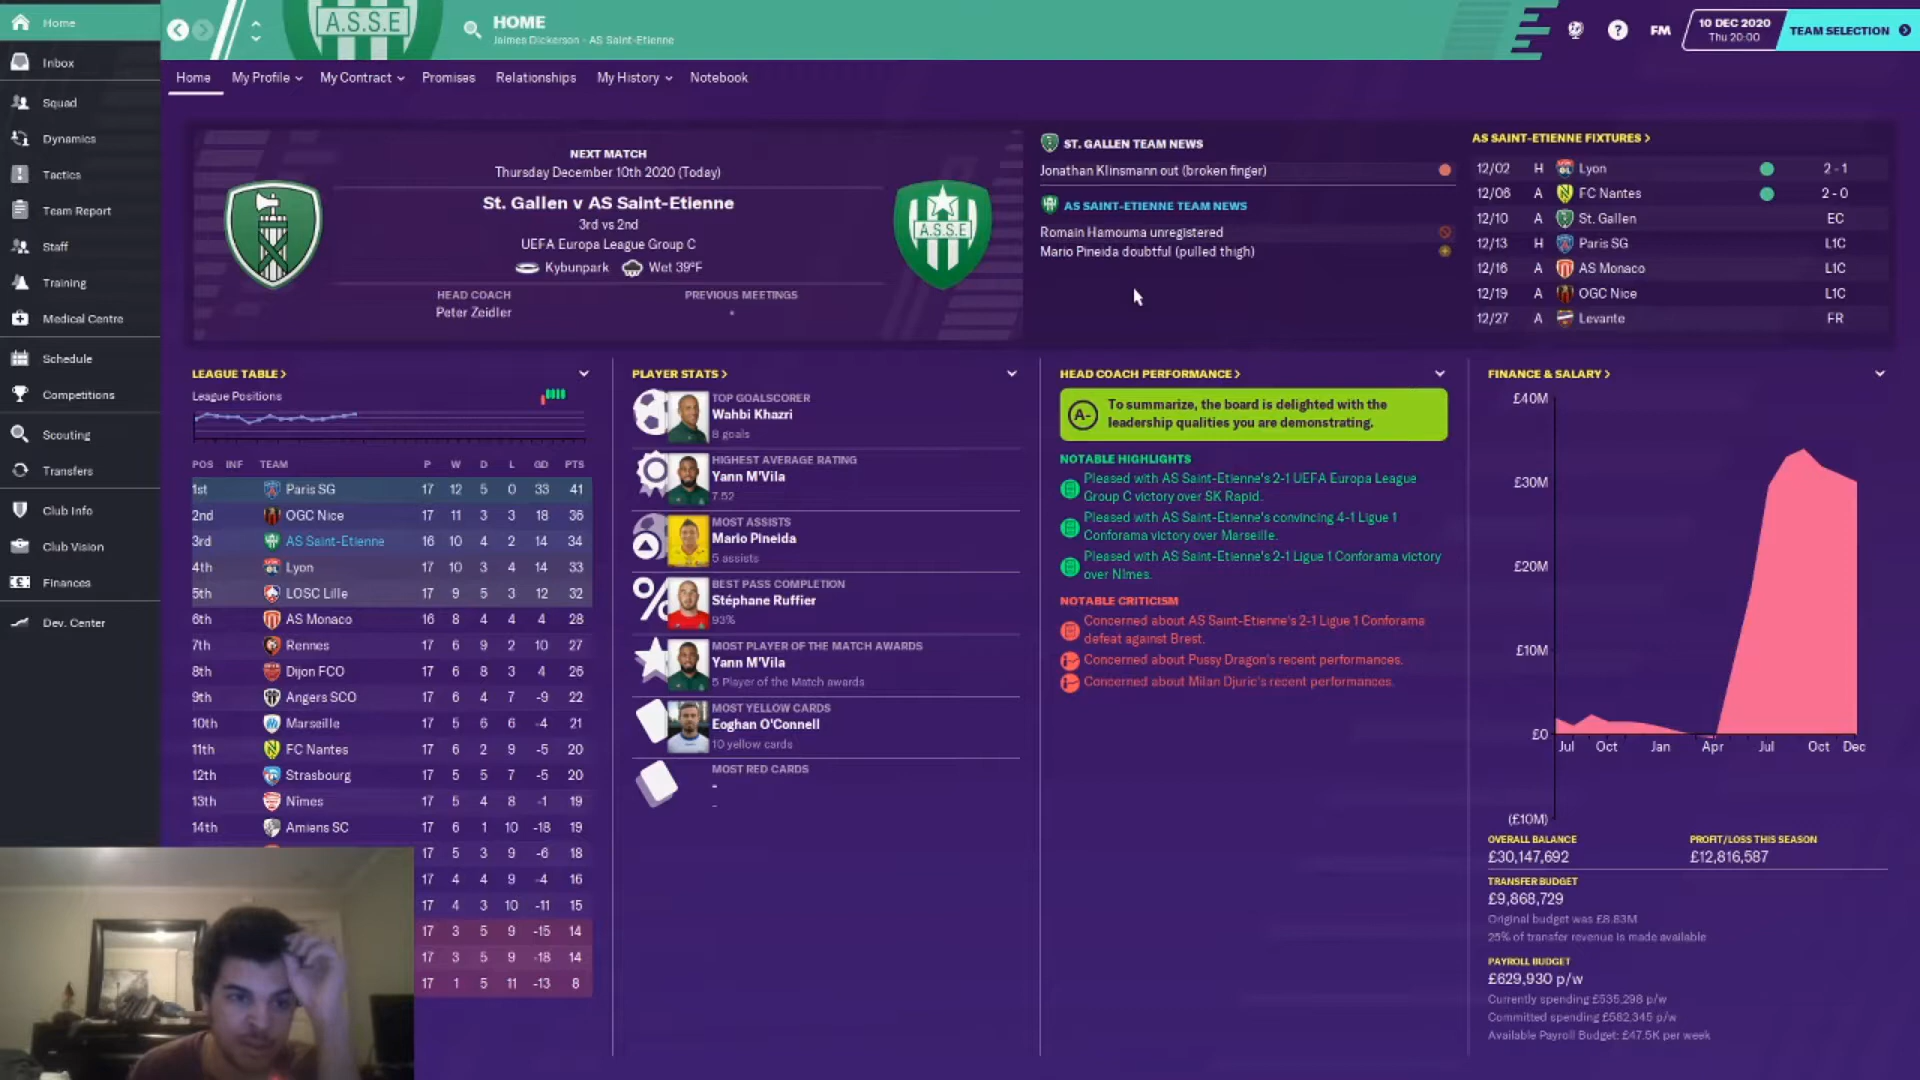 Home
Inbox
Squad
Dynamics
Tactics
Team Report
Staff
Training
Medical Centre
Schedule
Competitions
Scouting
Transfers
Club Info
Club Vision
Finances
Dev. Center
A.S.S.E
HOME
Jaimes Dickerson - AS Saint-Etienne
FM
10 DEC 2020
Thu 20:00
TEAM SELECTION
Home My Profile My Contract Promises Relationships My History Notebook
NEXT MATCH
Thursday December 10th 2020 (Today)
St. Gallen v AS Saint-Etienne
3rd vs 2nd
UEFA Europa League Group C
Kybunpark Wet 39°F
HEAD COACH
Peter Zeidler
PREVIOUS MEETINGS
-
A.S.S.E
ST. GALLEN TEAM NEWS
Jonathan Klinsmann out (broken finger)
AS SAINT-ETIENNE TEAM NEWS
Romain Hamouma unregistered
Mario Pineida doubtful (pulled thigh)
AS SAINT-ETIENNE FIXTURES >
12/02 H Lyon 2 - 1
12/06 A FC Nantes 2 - 0
12/10 A St. Gallen EC
12/13 H Paris SG L1C
12/16 A AS Monaco L1C
12/19 A OGC Nice L1C
12/27 A Levante FR
LEAGUE TABLE >
League Positions
POS INF TEAM P W D L GD PTS
1st Paris SG 17 12 5 0 33 41
2nd OGC Nice 17 11 3 3 18 36
3rd AS Saint-Etienne 16 10 4 2 14 34
4th Lyon 17 10 3 4 14 33
5th LOSC Lille 17 9 5 3 12 32
6th AS Monaco 16 8 4 4 4 28
7th Rennes 17 6 9 2 10 27
8th Dijon FCO 17 6 8 3 4 26
9th Angers SCO 17 6 4 7 -9 22
10th Marseille 17 5 6 6 -4 21
11th FC Nantes 17 6 2 9 -5 20
12th Strasbourg 17 5 5 7 -5 20
13th Nîmes 17 5 4 8 -1 19
14th Amiens SC 17 6 1 10 -18 19
17 5 3 9 -6 18
17 4 4 9 -4 16
17 4 3 10 -11 15
17 3 5 9 -15 14
17 3 5 9 -18 14
17 1 5 11 -13 8
PLAYER STATS >
TOP GOALSCORER
Wahbi Khazri
8 goals
HIGHEST AVERAGE RATING
Yann M'Vila
7.52
MOST ASSISTS
Mario Pineida
5 assists
BEST PASS COMPLETION
Stéphane Ruffier
93%
MOST PLAYER OF THE MATCH AWARDS
Yann M'Vila
5 Player of the Match awards
MOST YELLOW CARDS
Eoghan O'Connell
10 yellow cards
MOST RED CARDS
-
-
HEAD COACH PERFORMANCE >
A-
To summarize, the board is delighted with the
leadership qualities you are demonstrating.
NOTABLE HIGHLIGHTS
Pleased with AS Saint-Etienne's 2-1 UEFA Europa League
Group C victory over SK Rapid.
Pleased with AS Saint-Etienne's convincing 4-1 Ligue 1
Conforama victory over Marseille.
Pleased with AS Saint-Etienne's 2-1 Ligue 1 Conforama victory
over Nîmes.
NOTABLE CRITICISM
Concerned about AS Saint-Etienne's 2-1 Ligue 1 Conforama
defeat against Brest.
Concerned about Pussy Dragon's recent performances.
Concerned about Milan Djuric's recent performances.
FINANCE & SALARY >
£40M
£30M
£20M
£10M
£0
(£10M)
Jul Oct Jan Apr Jul Oct Dec
OVERALL BALANCE
£30,147,692
PROFIT/LOSS THIS SEASON
£12,816,587
TRANSFER BUDGET
£9,868,729
Original budget was £8.83M
25% of transfer revenue is made available
PAYROLL BUDGET
£629,930 p/w
Currently spending £535,298 p/w
Committed spending £582,345 p/w
Available Payroll Budget: £47.5K per week